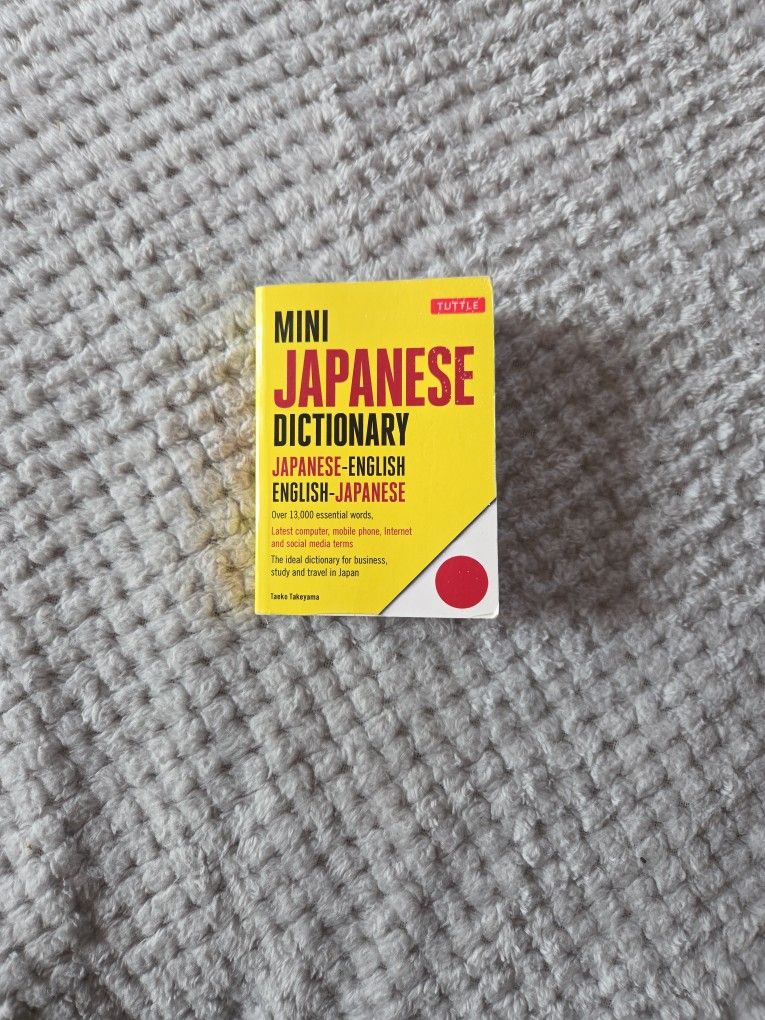 TUTTLE
MINI
JAPANESE
DICTIONARY
JAPANESE-ENGLISH
ENGLISH-JAPANESE
Over 13,000 essential words,
Latest computer, mobile phone, Internet
and social media terms
The ideal dictionary for business,
study and travel in Japan
Taeko Takeyama